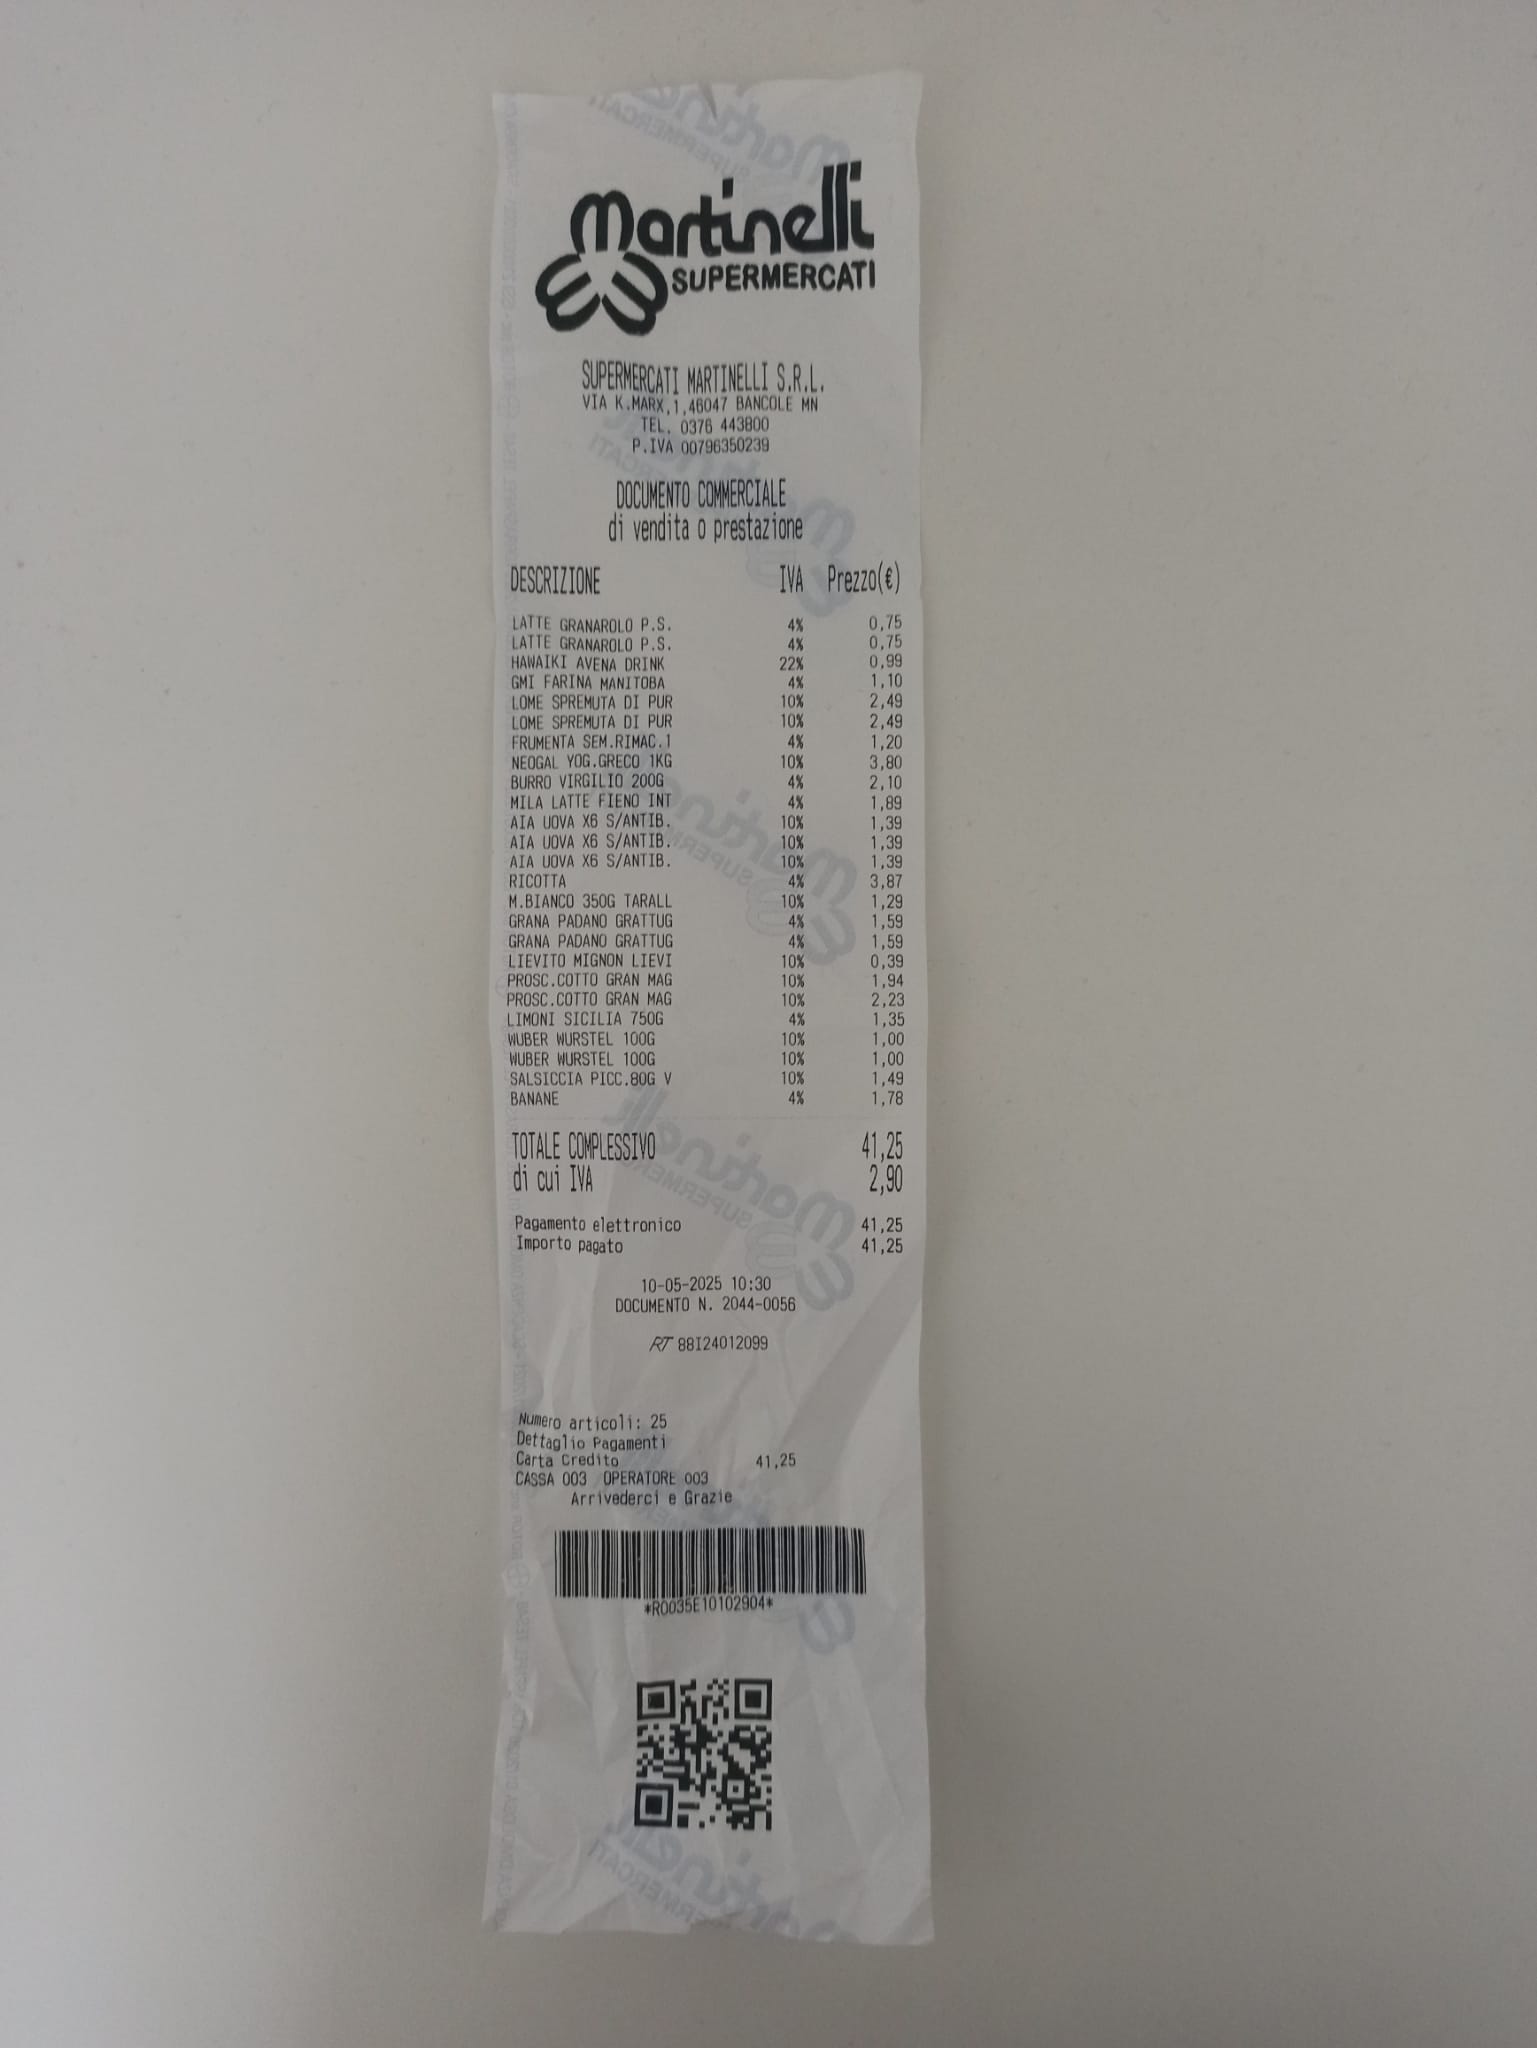 Martinelli
SUPERMERCATI
SUPERMERCATI MARTINELLI S.R.L.
VIA K.MARX,1,46047 BANCOLE MN
TEL. 0376 443800
P.IVA 00796350239
DOCUMENTO COMMERCIALE
di vendita o prestazione
DESCRIZIONE IVA Prezzo(€)
LATTE GRANAROLO P.S. 4% 0,75
LATTE GRANAROLO P.S. 4% 0,75
HAWAIKI AVENA DRINK 22% 0,99
GMI FARINA MANITOBA 4% 1,10
LOME SPREMUTA DI PUR 10% 2,49
LOME SPREMUTA DI PUR 10% 2,49
FRUMENTA SEM.RIMAC.1 4% 1,20
NEOGAL YOG.GRECO 1KG 10% 3,80
BURRO VIRGILIO 200G 4% 2,10
MILA LATTE FIENO INT 4% 1,89
AIA UOVA X6 S/ANTIB. 10% 1,39
AIA UOVA X6 S/ANTIB. 10% 1,39
AIA UOVA X6 S/ANTIB. 10% 1,39
RICOTTA 4% 3,87
M.BIANCO 350G TARALL 10% 1,29
GRANA PADANO GRATTUG 4% 1,59
GRANA PADANO GRATTUG 4% 1,59
LIEVITO MIGNON LIEVI 10% 0,39
PROSC.COTTO GRAN MAG 10% 1,94
PROSC.COTTO GRAN MAG 10% 2,23
LIMONI SICILIA 750G 4% 1,35
WUBER WURSTEL 100G 10% 1,00
WUBER WURSTEL 100G 10% 1,00
SALSICCIA PICC.80G V 10% 1,49
BANANE 4% 1,78
TOTALE COMPLESSIVO 41,25
di cui IVA 2,90
Pagamento elettronico 41,25
Importo pagato 41,25
10-05-2025 10:30
DOCUMENTO N. 2044-0056
RT 88I24012099
Numero articoli: 25
Dettaglio Pagamenti
Carta Credito 41,25
CASSA 003 OPERATORE 003
Arrivederci e Grazie
*R0035E10102904*